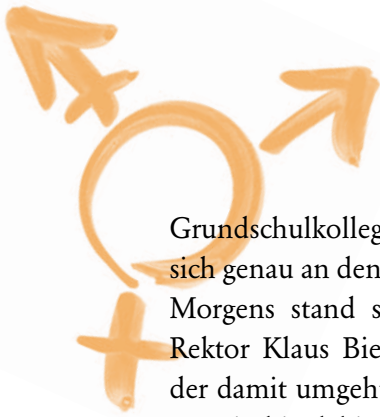 Grundschulkolleg
sich genau an den
Morgens stand s
Rektor Klaus Bie
der damit umgeh